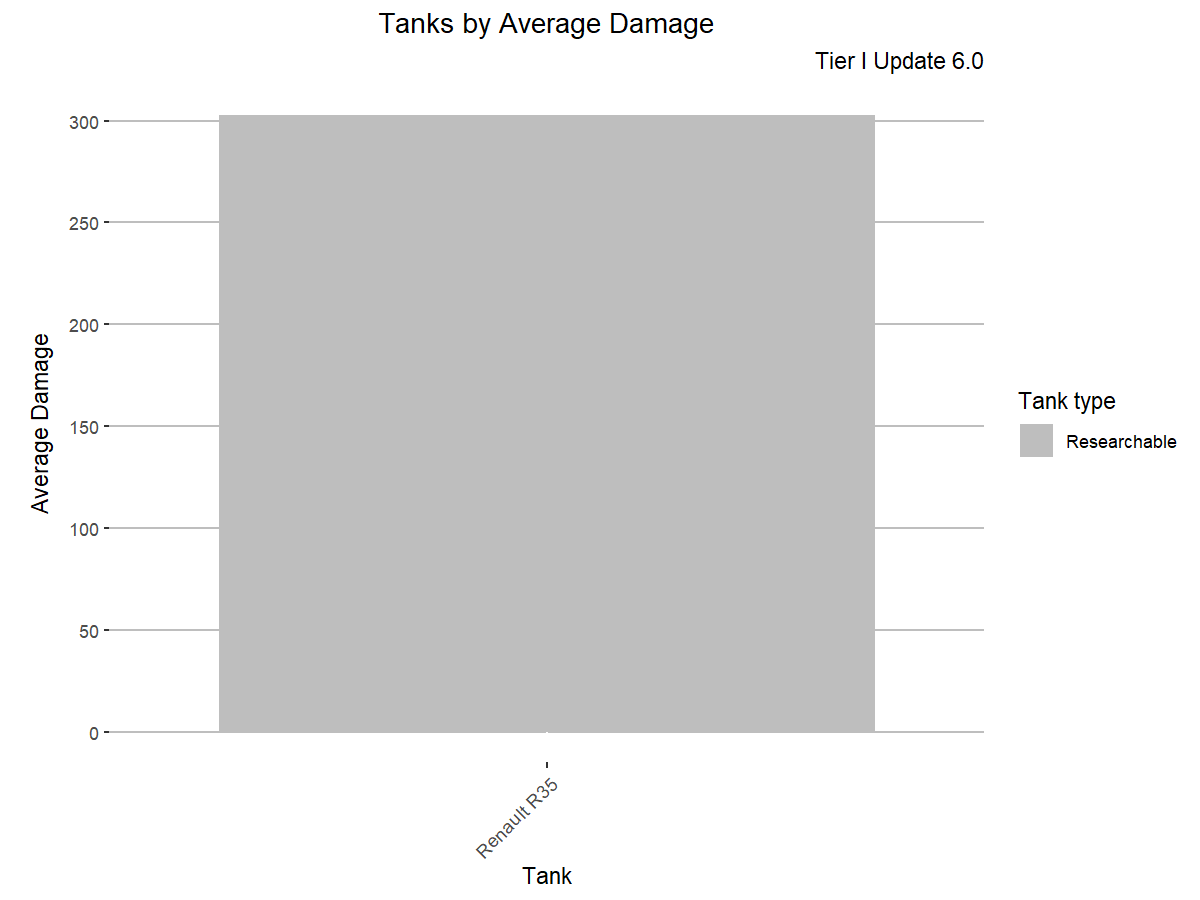 Tanks by Average Damage
Tier I Update 6.0
300
250
200
150
100
50
0
Average Damage
Renault R35
Tank
Tank type
Researchable